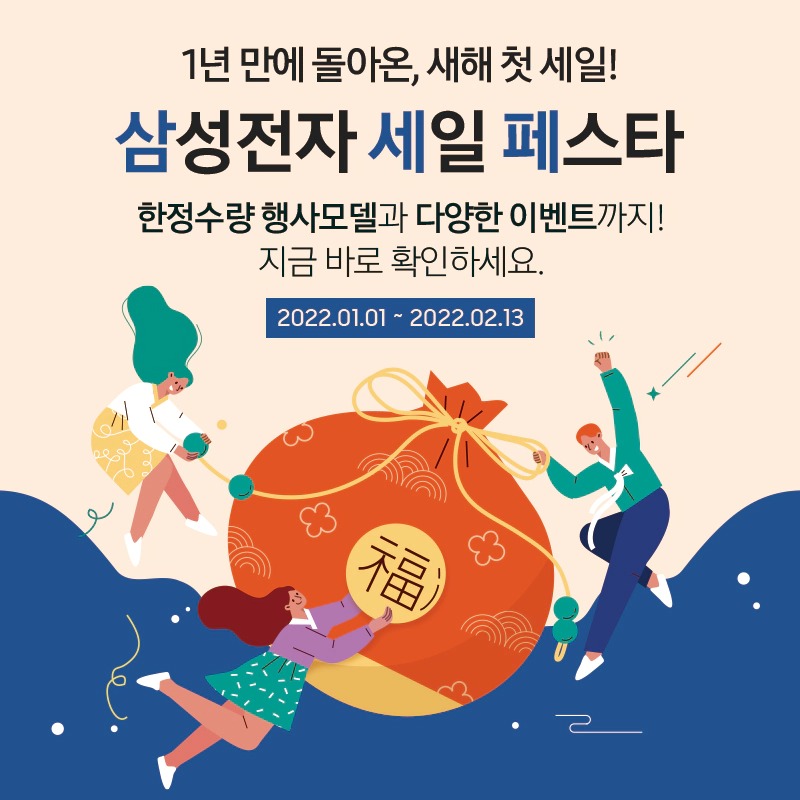 1년 만에 돌아온, 새해 첫 세일!
삼성전자 세일 페스타
한정수량 행사모델과 다양한 이벤트까지!
지금 바로 확인하세요.
2022.01.01 ~ 2022.02.13
福